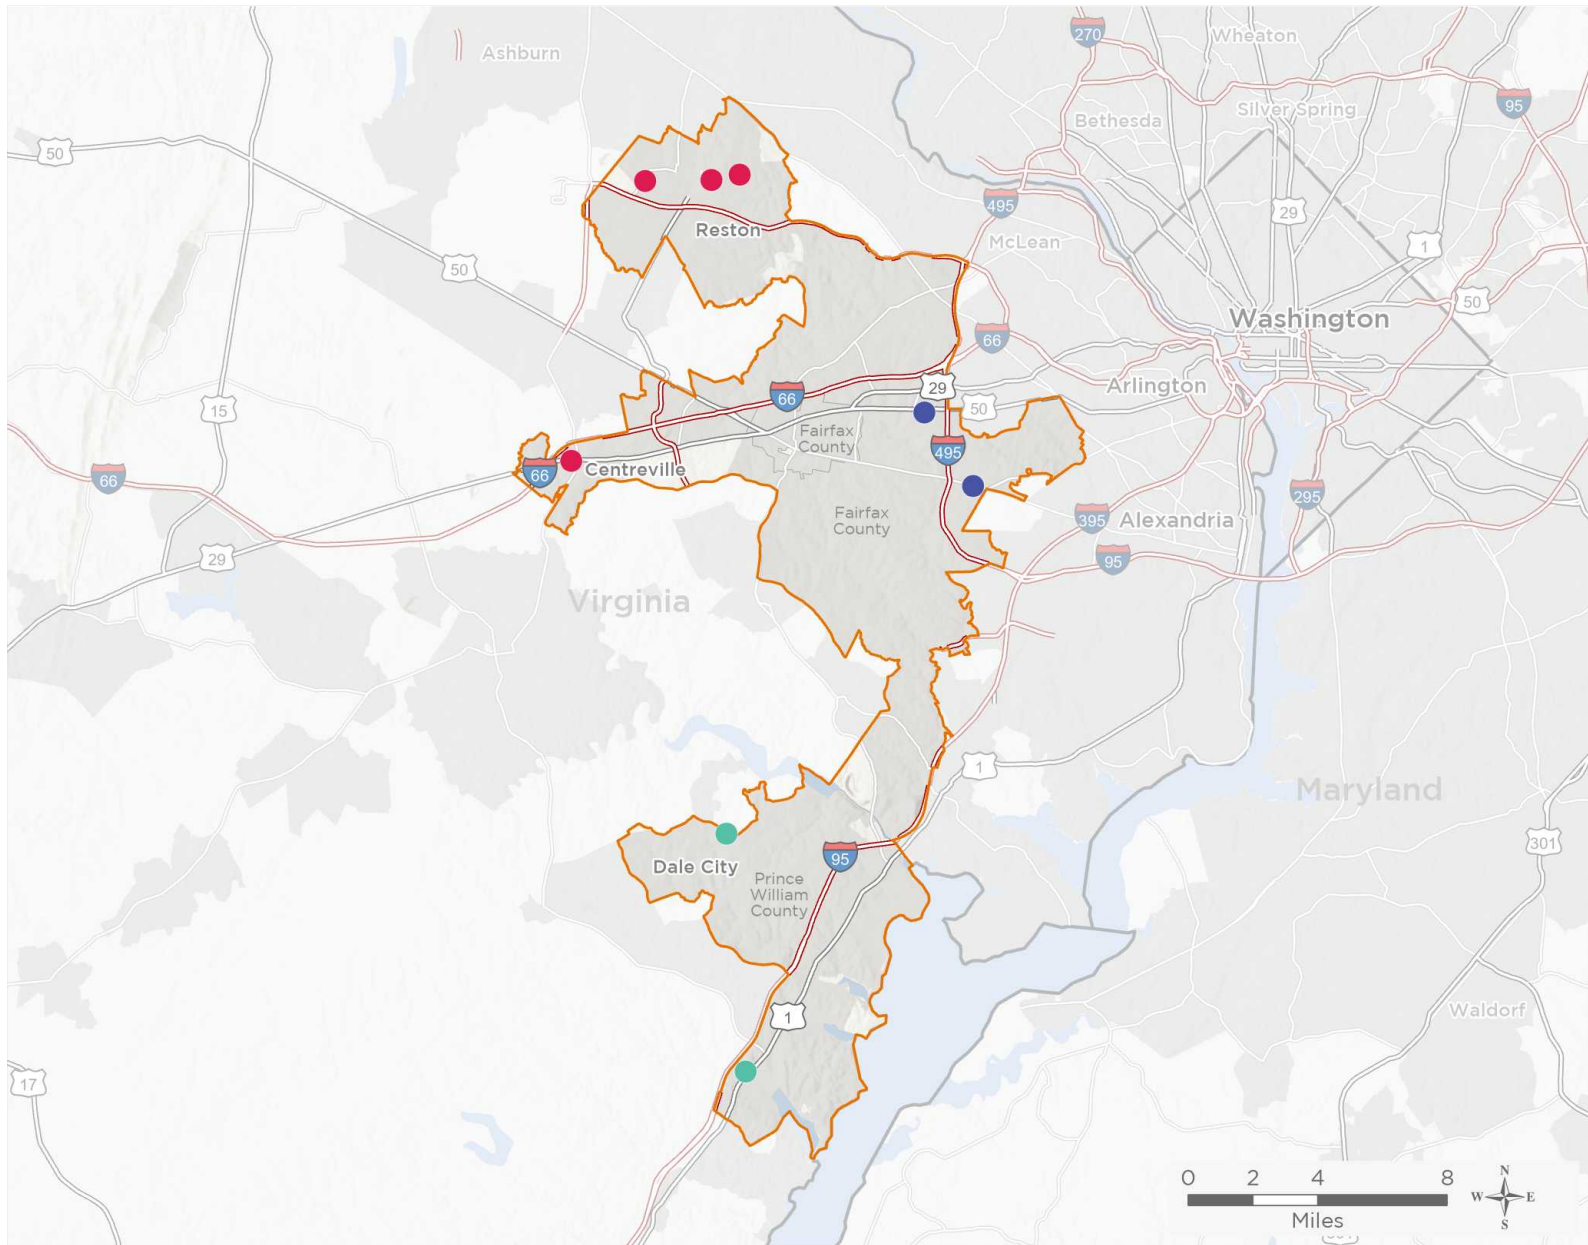 270
Wheaton
Ashburn
95
Silver Spring
Bethesda
50
495
29
Reston
McLean
1
50
50
Washington
66
Arlington
29
66
50
15
Fairfax
County
495
Centreville
66
66
295
Fairfax
County
395
Alexandria
95
29
Virginia
1
Maryland
301
95
Dale City
Prince
William
County
Waldorf
1
17
0 2 4 8
Miles
N
W E
S